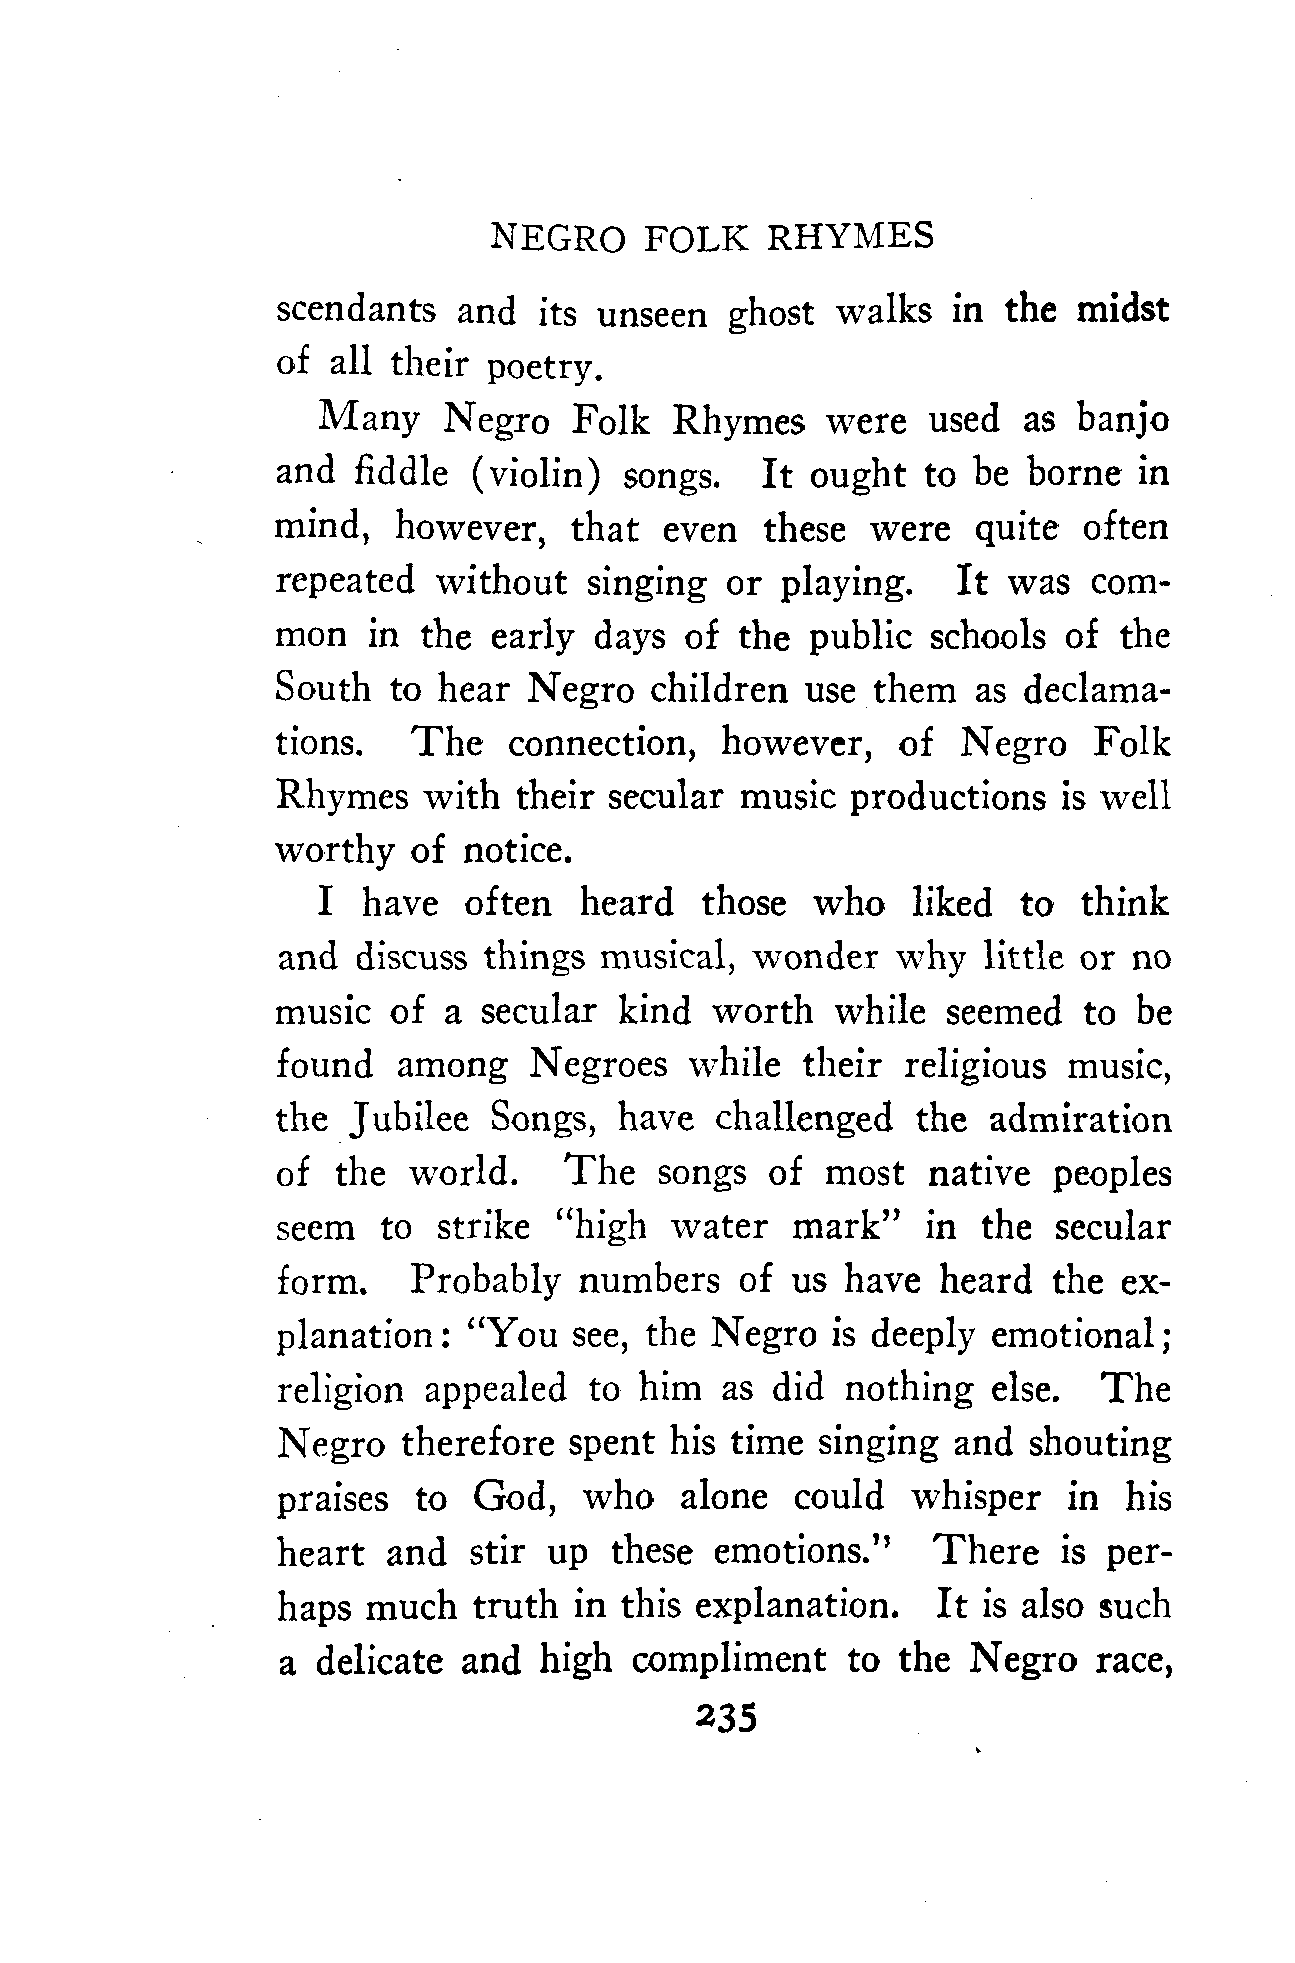 NEGRO FOLK RHYMES
scendants and its unseen ghost walks in the midst
of all their poetry.
Many Negro Folk Rhymes were used as banjo
and fiddle (violin) songs. It ought to be borne in
mind, however, that even these were quite often
repeated without singing or playing. It was com-
mon in the early days of the public schools of the
South to hear Negro children use them as declama-
tions. The connection, however, of Negro Folk
Rhymes with their secular music productions is well
worthy of notice.
I have often heard those who liked to think
and discuss things musical, wonder why little or no
music of a secular kind worth while seemed to be
found among Negroes while their religious music,
the Jubilee Songs, have challenged the admiration
of the world. The songs of most native peoples
seem to strike "high water mark" in the secular
form. Probably numbers of us have heard the ex-
planation: "You see, the Negro is deeply emotional;
religion appealed to him as did nothing else. The
Negro therefore spent his time singing and shouting
praises to God, who alone could whisper in his
heart and stir up these emotions." There is per-
haps much truth in this explanation. It is also such
a delicate and high compliment to the Negro race,
235